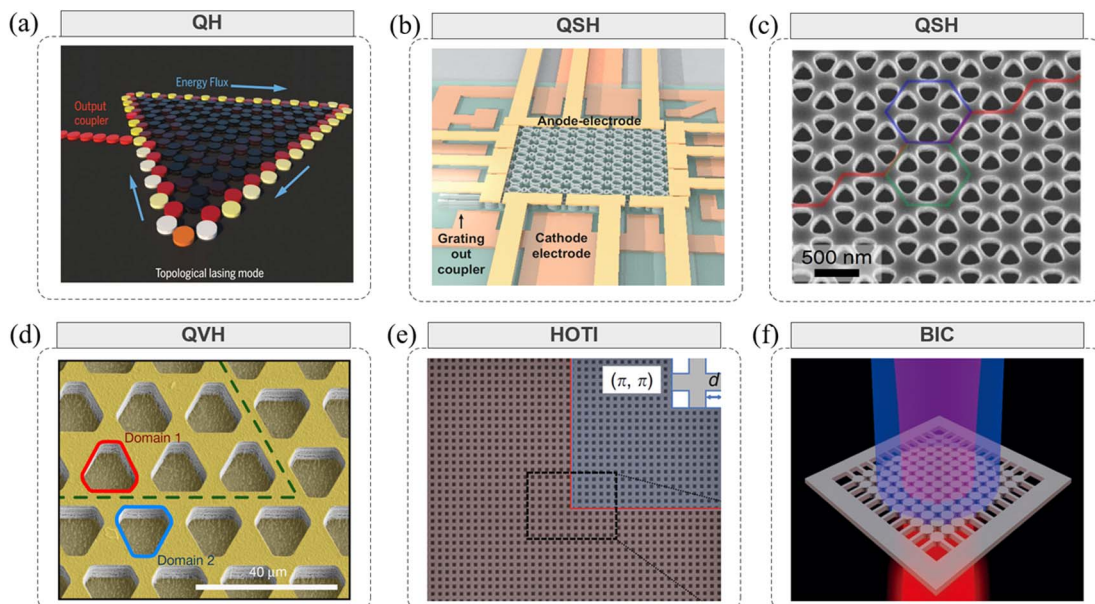 (a)
QH
Energy Flux
Output
coupler
Topological lasing mode
(b)
QSH
Anode-electrode
Grating
out
coupler
Cathode
electrode
(c)
QSH
500 nm
(d)
QVH
Domain 1
Domain 2
40 μm
(e)
HOTI
(π, π)
d
(f)
BIC